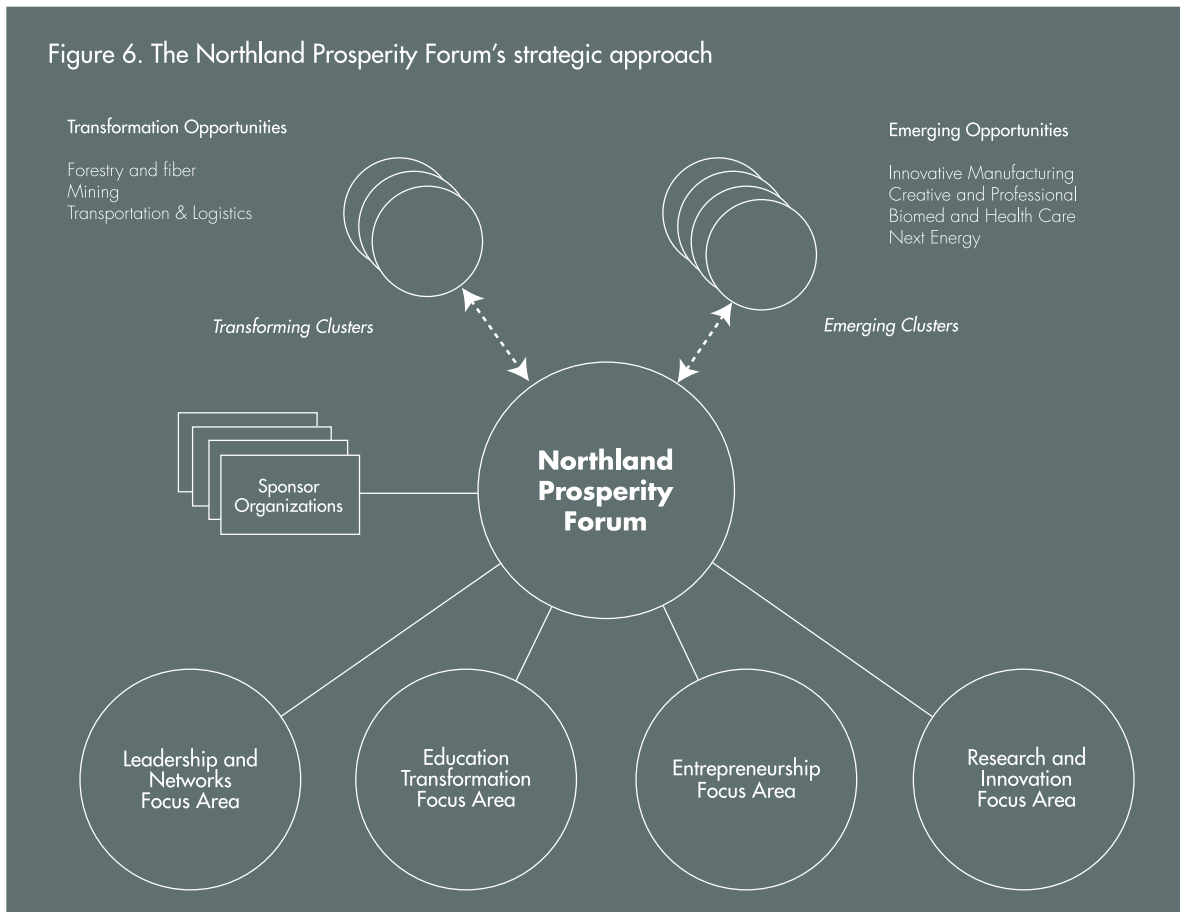 Figure 6. The Northland Prosperity Forum’s strategic approach
Transformation Opportunities
Forestry and fiber
Mining
Transportation & Logistics
Emerging Opportunities
Innovative Manufacturing
Creative and Professional
Biomed and Health Care
Next Energy
Transforming Clusters
Emerging Clusters
Sponsor
Organizations
Northland
Prosperity
Forum
Leadership and
Networks
Focus Area
Education
Transformation
Focus Area
Entrepreneurship
Focus Area
Research and
Innovation
Focus Area